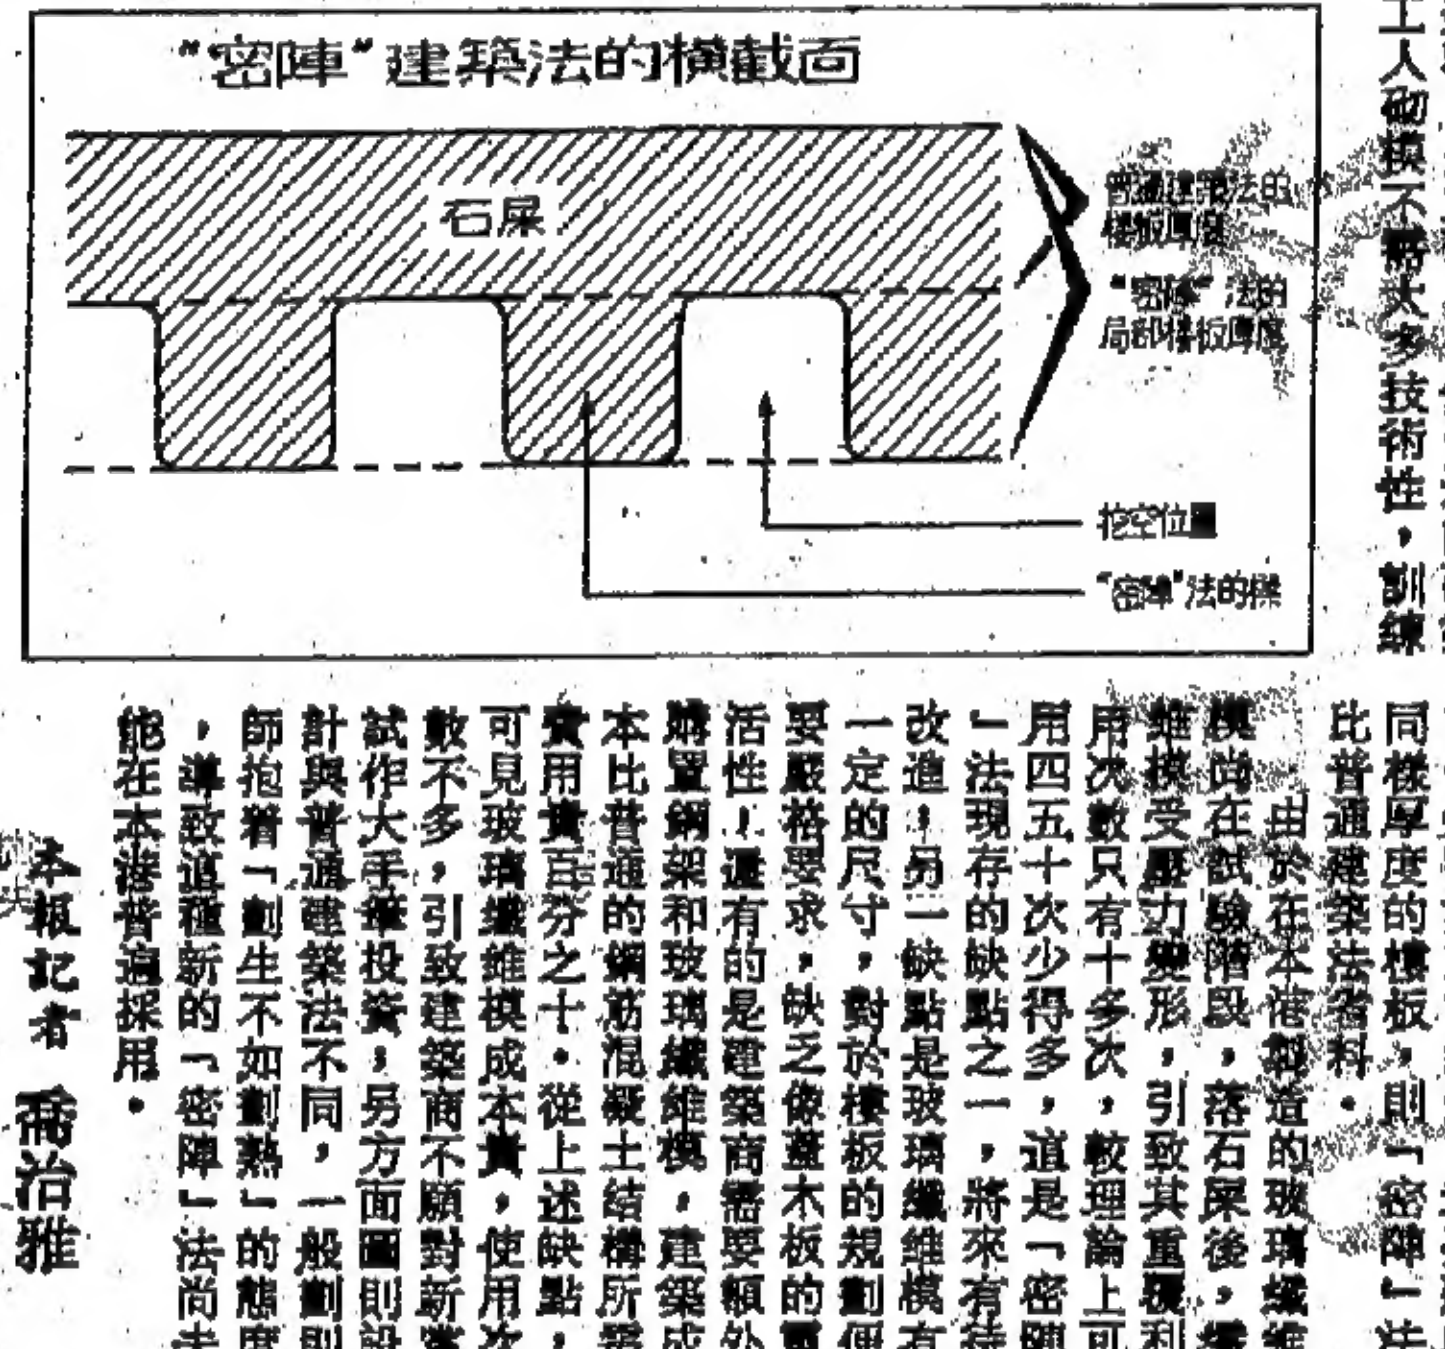 "密陣"建築法的橫截面
石屎
普通建築法的
樓板厚度
"密陣"法的
局部樓板厚度
挖空位置
"密陣"法的樑
工人砌模不需太多技術性，訓練
同樣厚度的樓板，則「密陣」法
比普通建築法省料。
由於在本港製造的玻璃纖維
模尚在試驗階段，落石屎後，纖
維模受壓力變形，引致其重覆利
用次數只有十多次，較理論上可
用四五十次少得多，這是「密陣
」法現存的缺點之一，將來有待
改進；另一缺點是玻璃纖維模有
一定的尺寸，對於樓板的規劃便
要嚴格要求，缺乏像蓋木板的靈
活性；還有的是建築商需要額外
購置鋼架和玻璃纖維模，建築成
本比普通的鋼筋混凝土結構所需
費用貴百分之十。從上述缺點，
可見玻璃纖維模成本貴，使用次
數不多，引致建築商不願對新嘗
試作大手筆投資；另方面圖則設
計與普通建築法不同，一般劃則
師抱着「劃生不如劃熟」的態度
，導致這種新的「密陣」法尚未
能在本港普遍採用。
本報記者 喬治雅